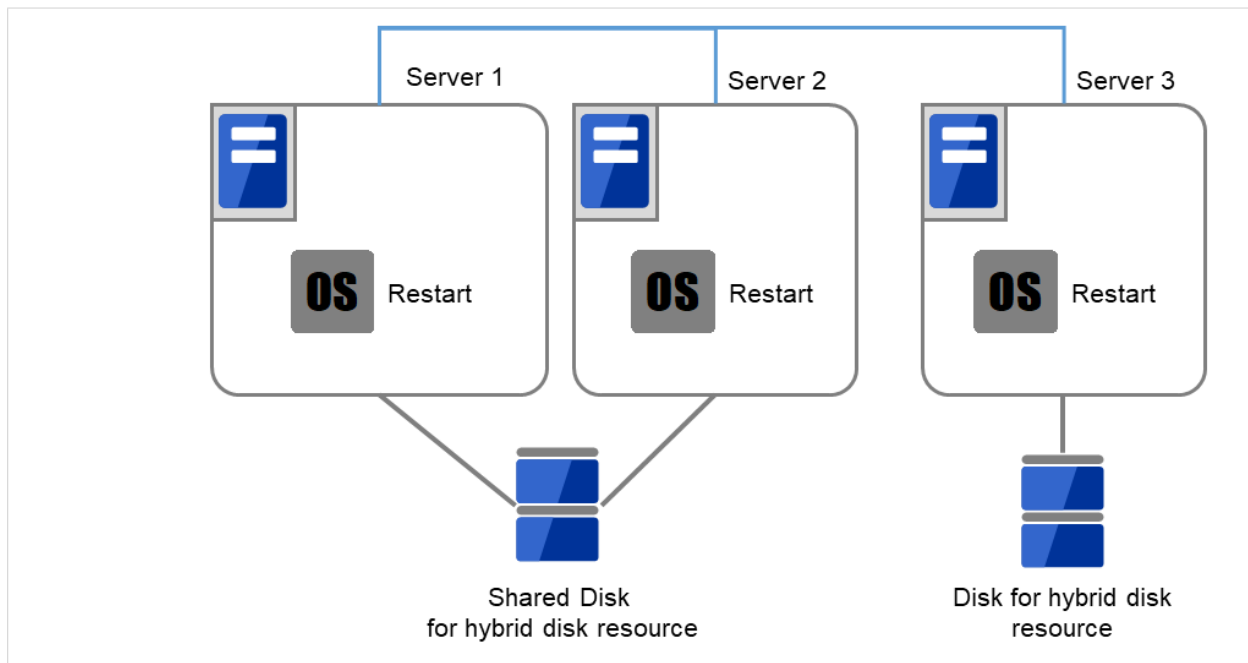 Server 1
Server 2
Server 3
OS Restart
OS Restart
OS Restart
Shared Disk
for hybrid disk resource
Disk for hybrid disk
resource